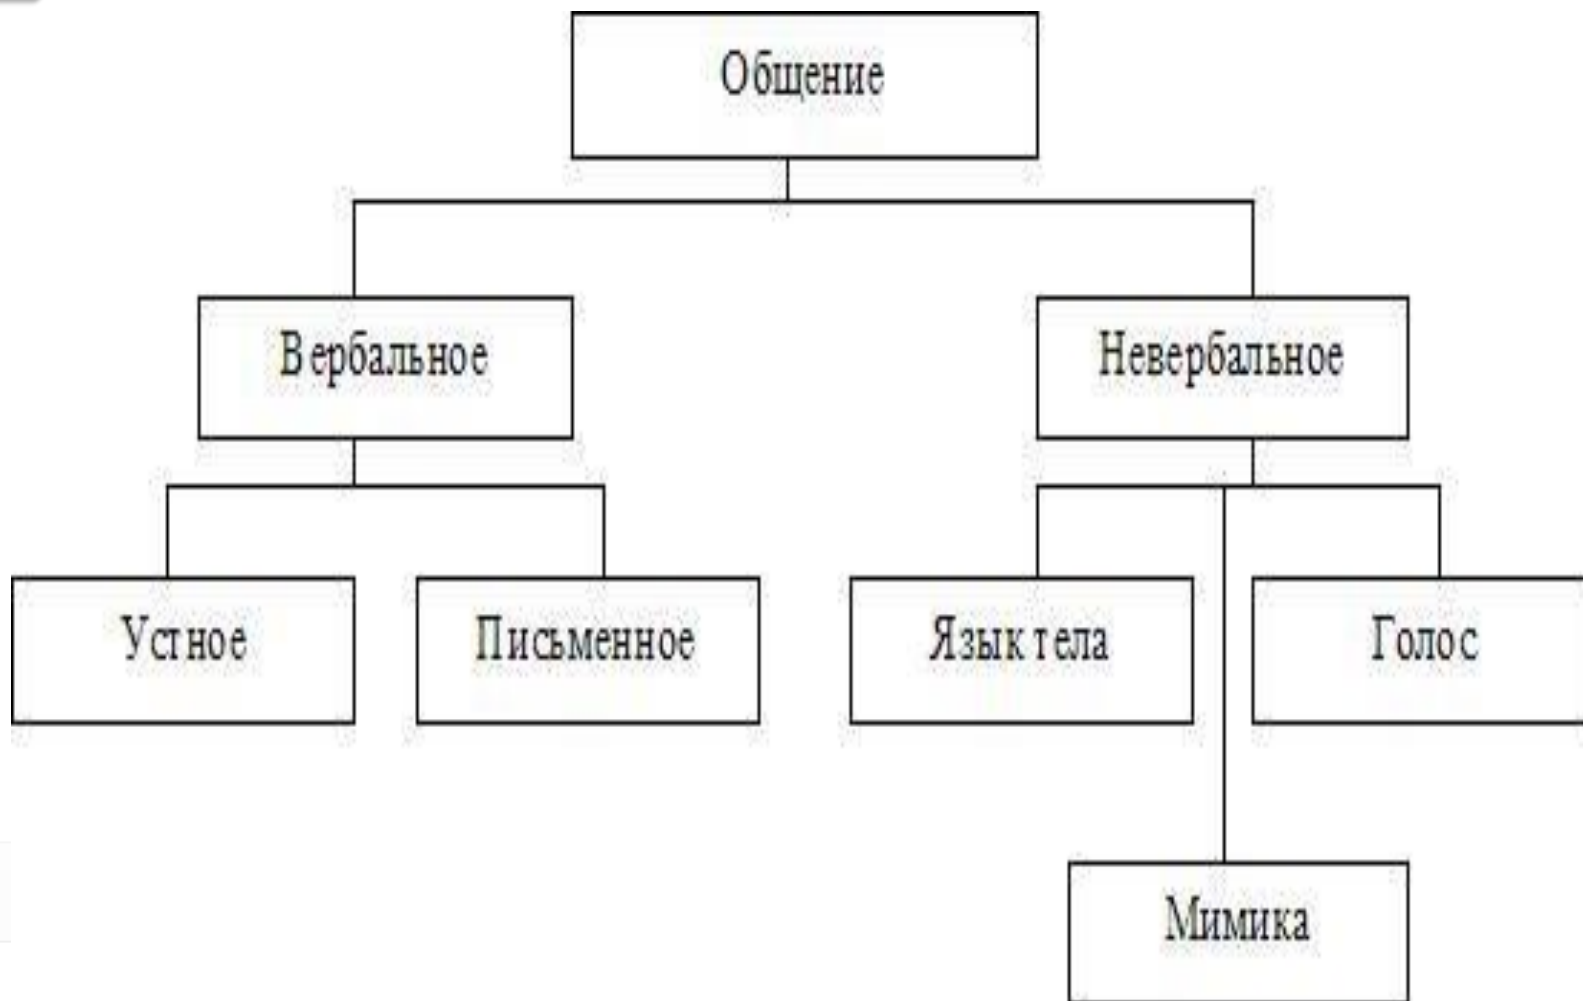 Общение
Вербальное
Невербальное
Устное
Письменное
Язык тела
Голос
Мимика